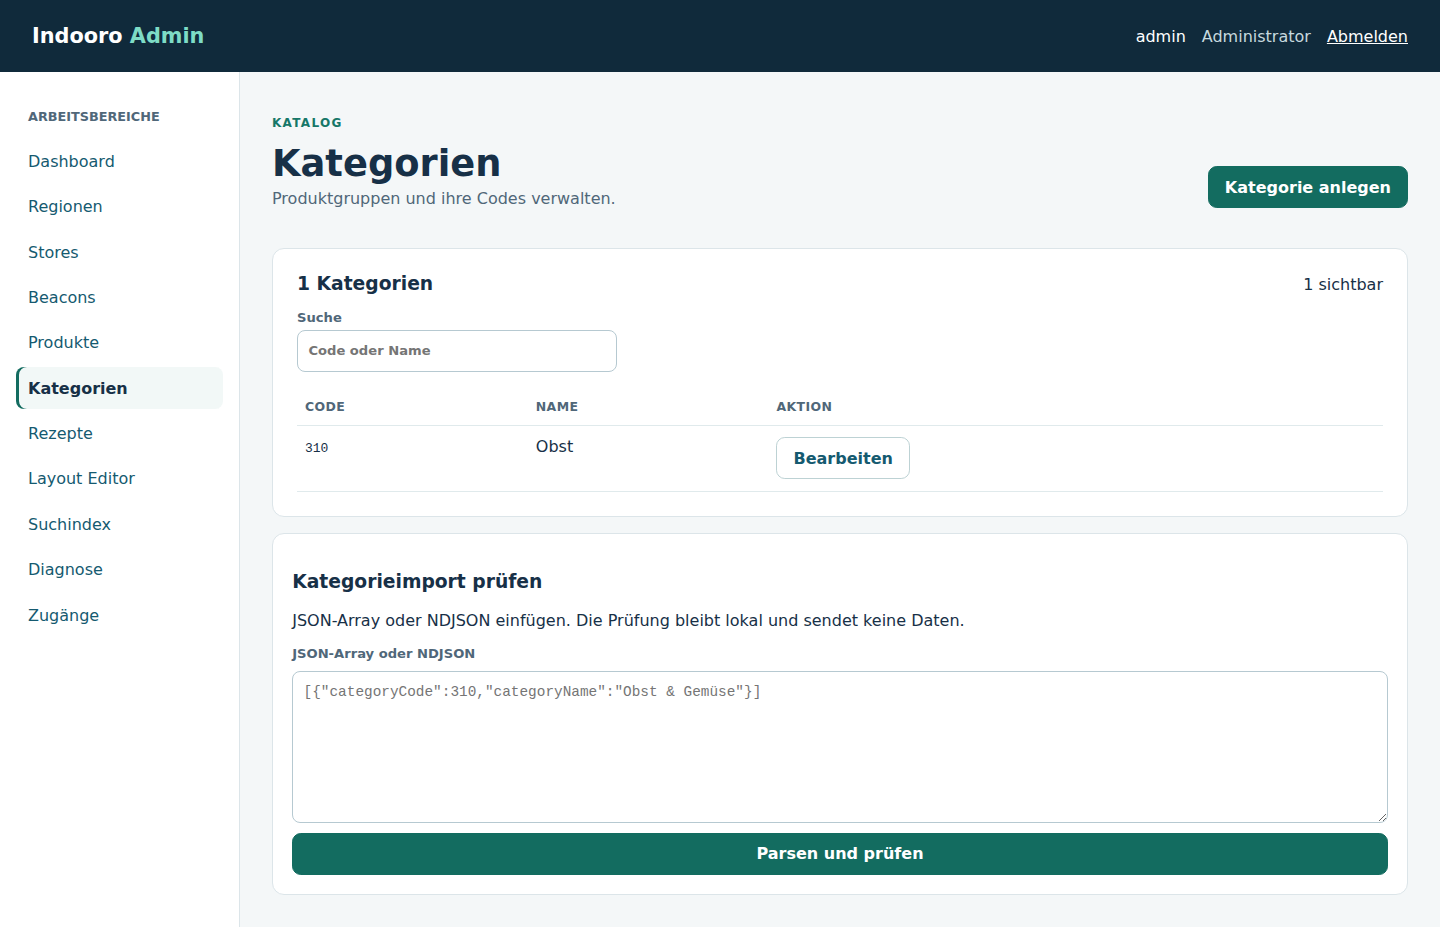 Indooro Admin
admin Administrator Abmelden
ARBEITSBEREICHE
Dashboard
Regionen
Stores
Beacons
Produkte
Kategorien
Rezepte
Layout Editor
Suchindex
Diagnose
Zugänge
KATALOG
Kategorien
Produktgruppen und ihre Codes verwalten.
Kategorie anlegen
1 Kategorien
1 sichtbar
Suche
Code oder Name
CODE NAME AKTION
310 Obst Bearbeiten
Kategorieimport prüfen
JSON-Array oder NDJSON einfügen. Die Prüfung bleibt lokal und sendet keine Daten.
JSON-Array oder NDJSON
[{"categoryCode":310,"categoryName":"Obst & Gemüse"}]
Parsen und prüfen